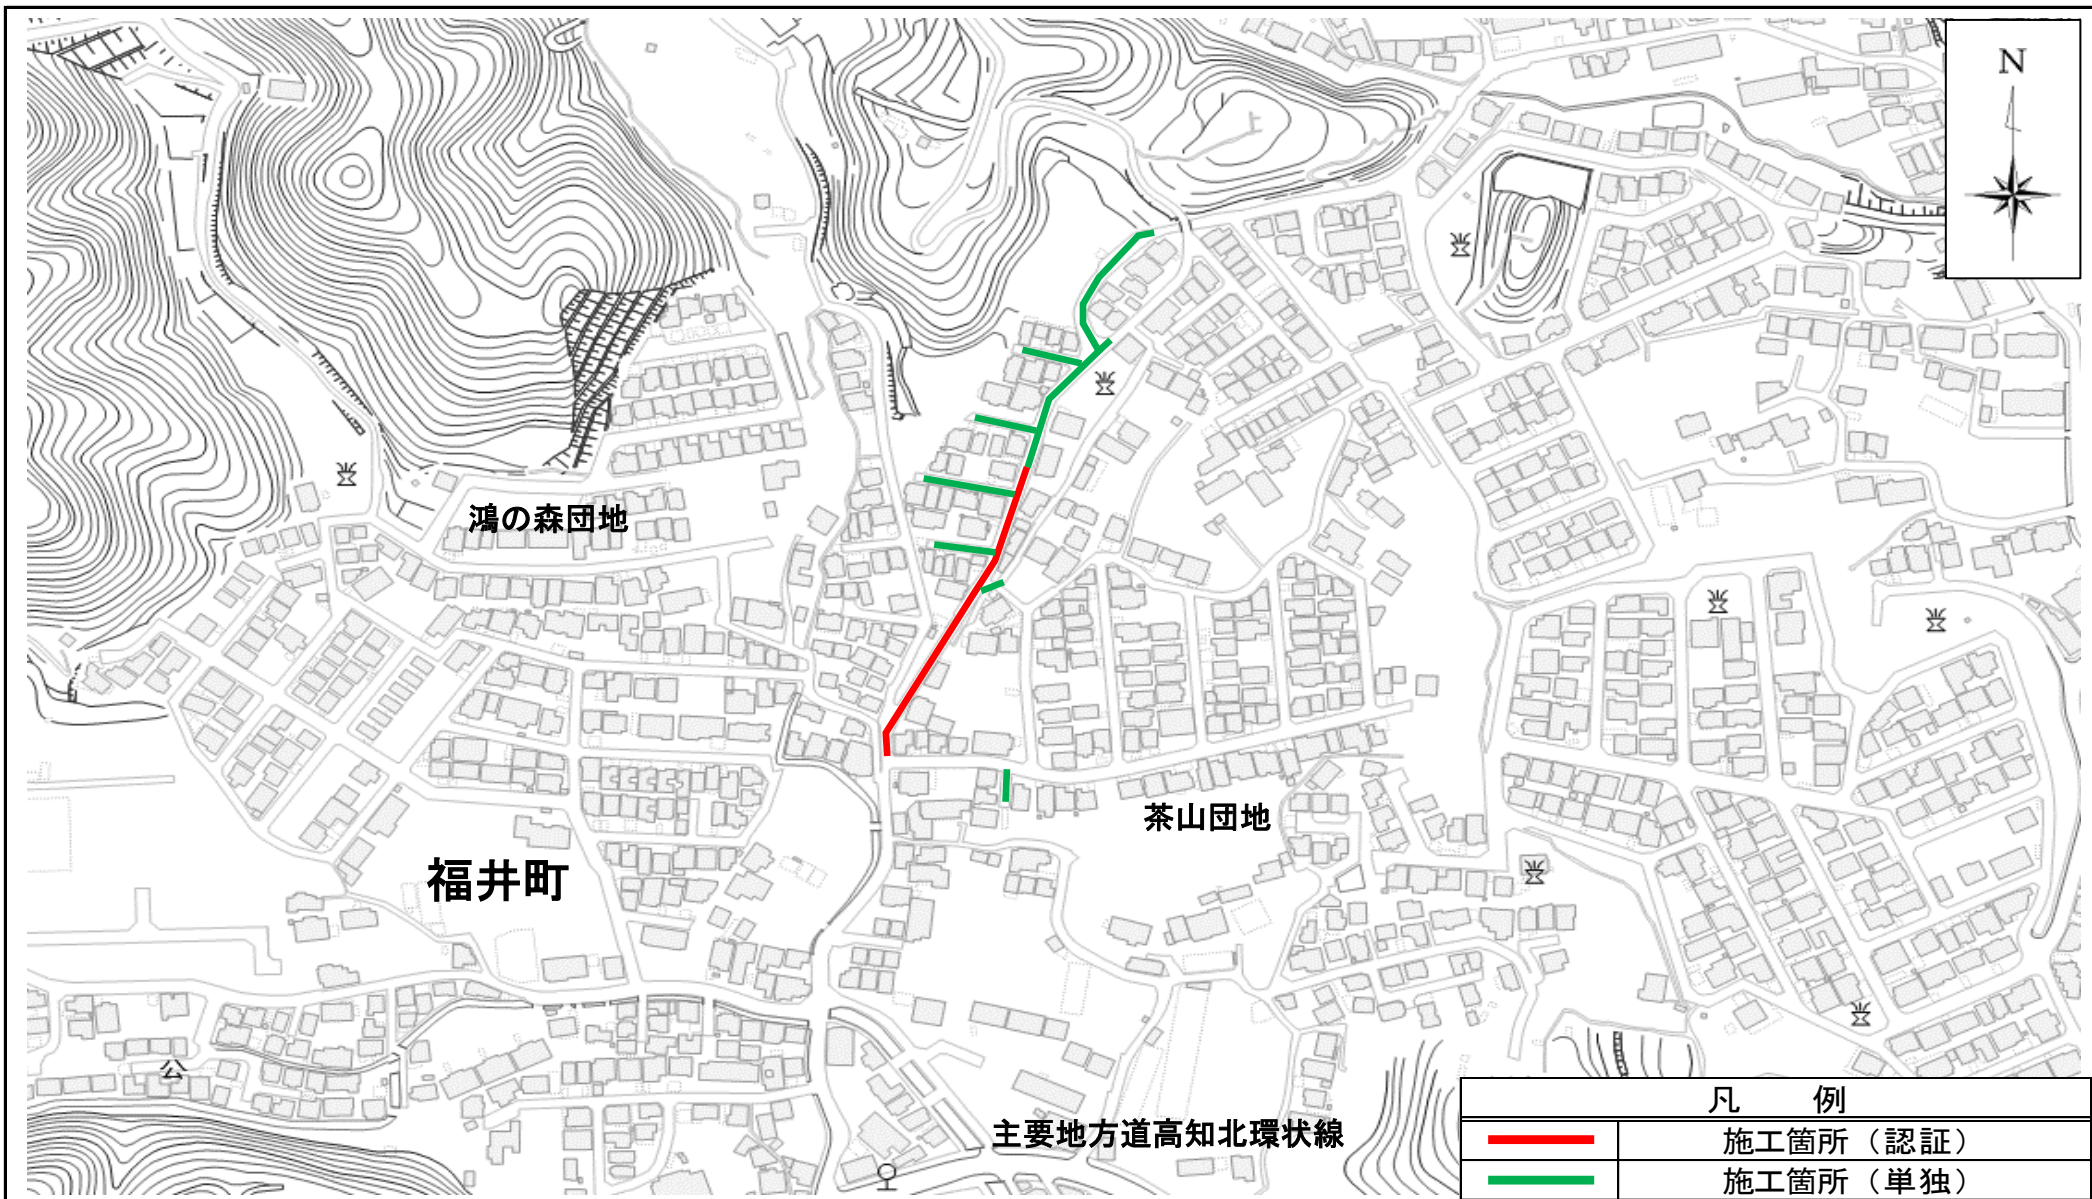 N
鴻の森団地
茶山団地
福井町
公
主要地方道高知北環状線
凡　例
施工箇所（認証）
施工箇所（単独）